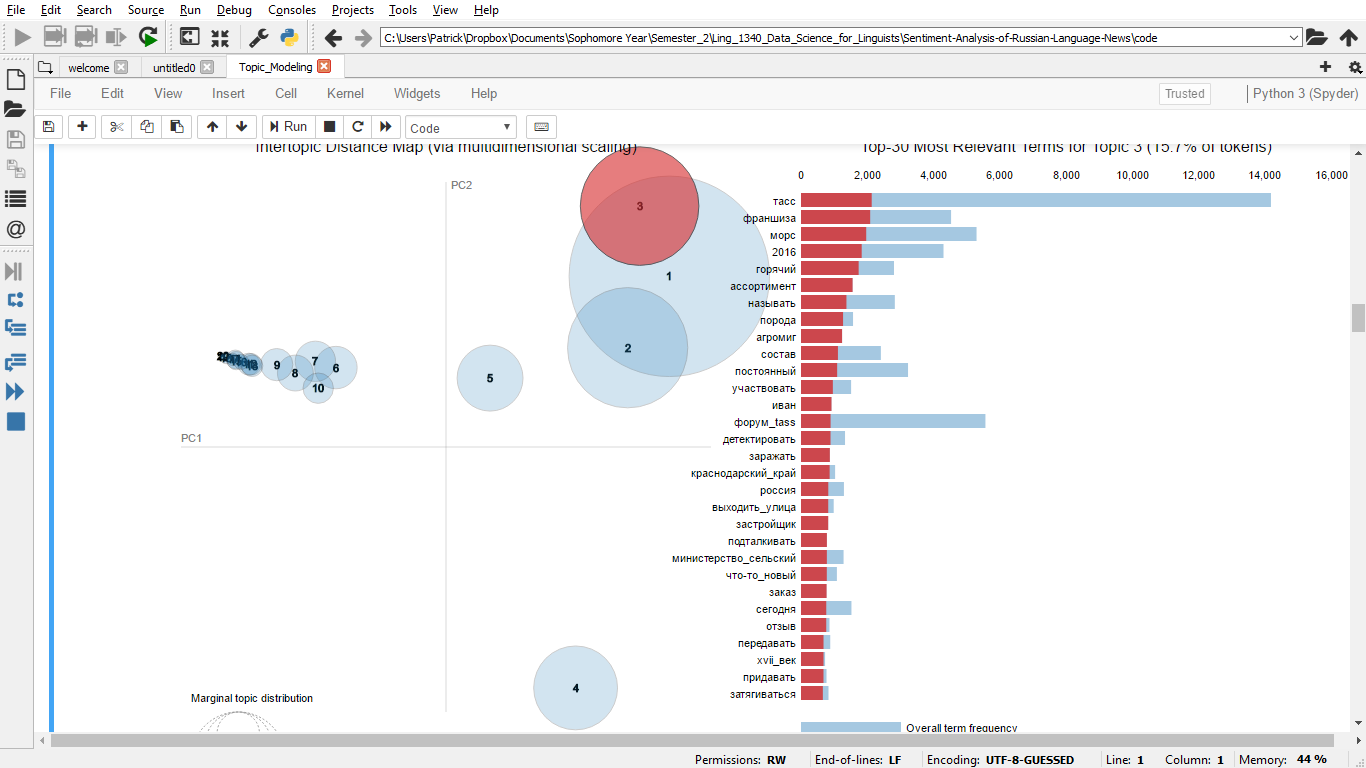 File Edit Search Source Run Debug Consoles Projects Tools View Help
C:\Users\Patrick\Dropbox\Documents\Sophomore Year\Semester_2\Ling_1340_Data_Science_for_Linguists\Sentiment-Analysis-of-Russian-Language-News\code
welcome untitled0 Topic_Modeling
File Edit View Insert Cell Kernel Widgets Help Trusted Python 3 (Spyder)
Run Code
Intertopic Distance Map (via multidimensional scaling)
PC2
3
1
2
9 8 7 6
10
5
PC1
4
Marginal topic distribution
Top-30 Most Relevant Terms for Topic 3 (15.7% of tokens)
0 2,000 4,000 6,000 8,000 10,000 12,000 14,000 16,000
тасс
франшиза
морс
2016
горячий
ассортимент
называть
порода
агромиг
состав
постоянный
участвовать
иван
форум_tass
детектировать
заражать
краснодарский_край
россия
выходить_улица
застройщик
подталкивать
министерство_сельский
что-то_новый
заказ
сегодня
отзыв
передавать
xvii_век
придавать
затягиваться
Overall term frequency
Permissions: RW End-of-lines: LF Encoding: UTF-8-GUESSED Line: 1 Column: 1 Memory: 44 %